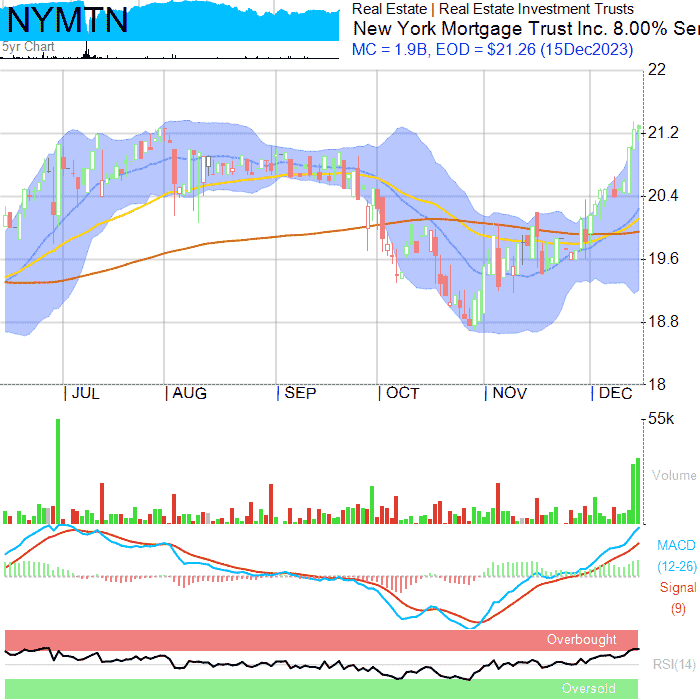 NYMTN
5yr Chart
Real Estate | Real Estate Investment Trusts
New York Mortgage Trust Inc. 8.00% Ser
MC = 1.9B, EOD = $21.26 (15Dec2023)
22
21.2
20.4
19.6
18.8
18
JUL AUG SEP OCT NOV DEC
55k
Volume
MACD
(12-26)
Signal
(9)
Overbought
RSI(14)
Oversold